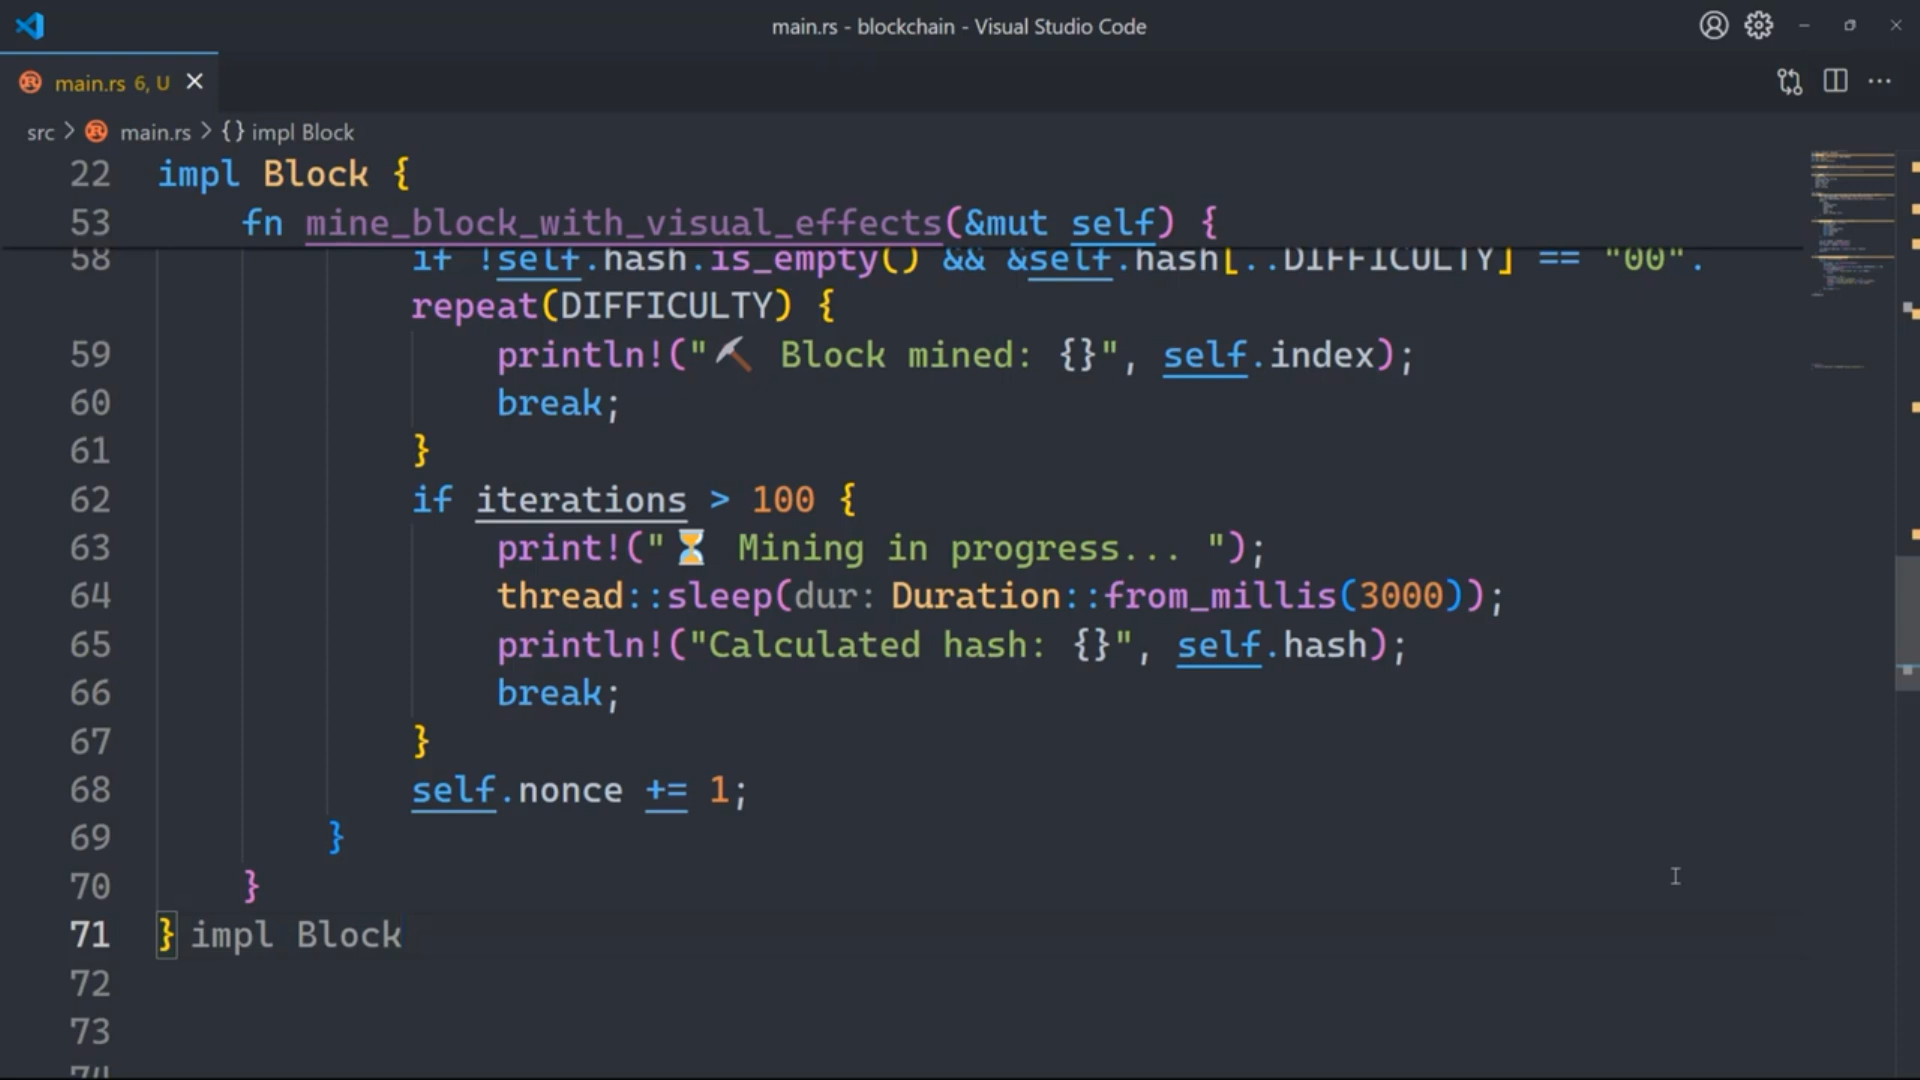 main.rs - blockchain - Visual Studio Code
main.rs 6, U
src > main.rs > {} impl Block
22 impl Block {
53     fn mine_block_with_visual_effects(&mut self) {
58             if !self.hash.is_empty() && &self.hash[..DIFFICULTY] == "00".
            repeat(DIFFICULTY) {
59                 println!("⛏️ Block mined: {}", self.index);
60                 break;
61             }
62             if iterations > 100 {
63                 print!("⏳ Mining in progress... ");
64                 thread::sleep(dur: Duration::from_millis(3000));
65                 println!("Calculated hash: {}", self.hash);
66                 break;
67             }
68             self.nonce += 1;
69         }
70     }
71 } impl Block
72
73
74